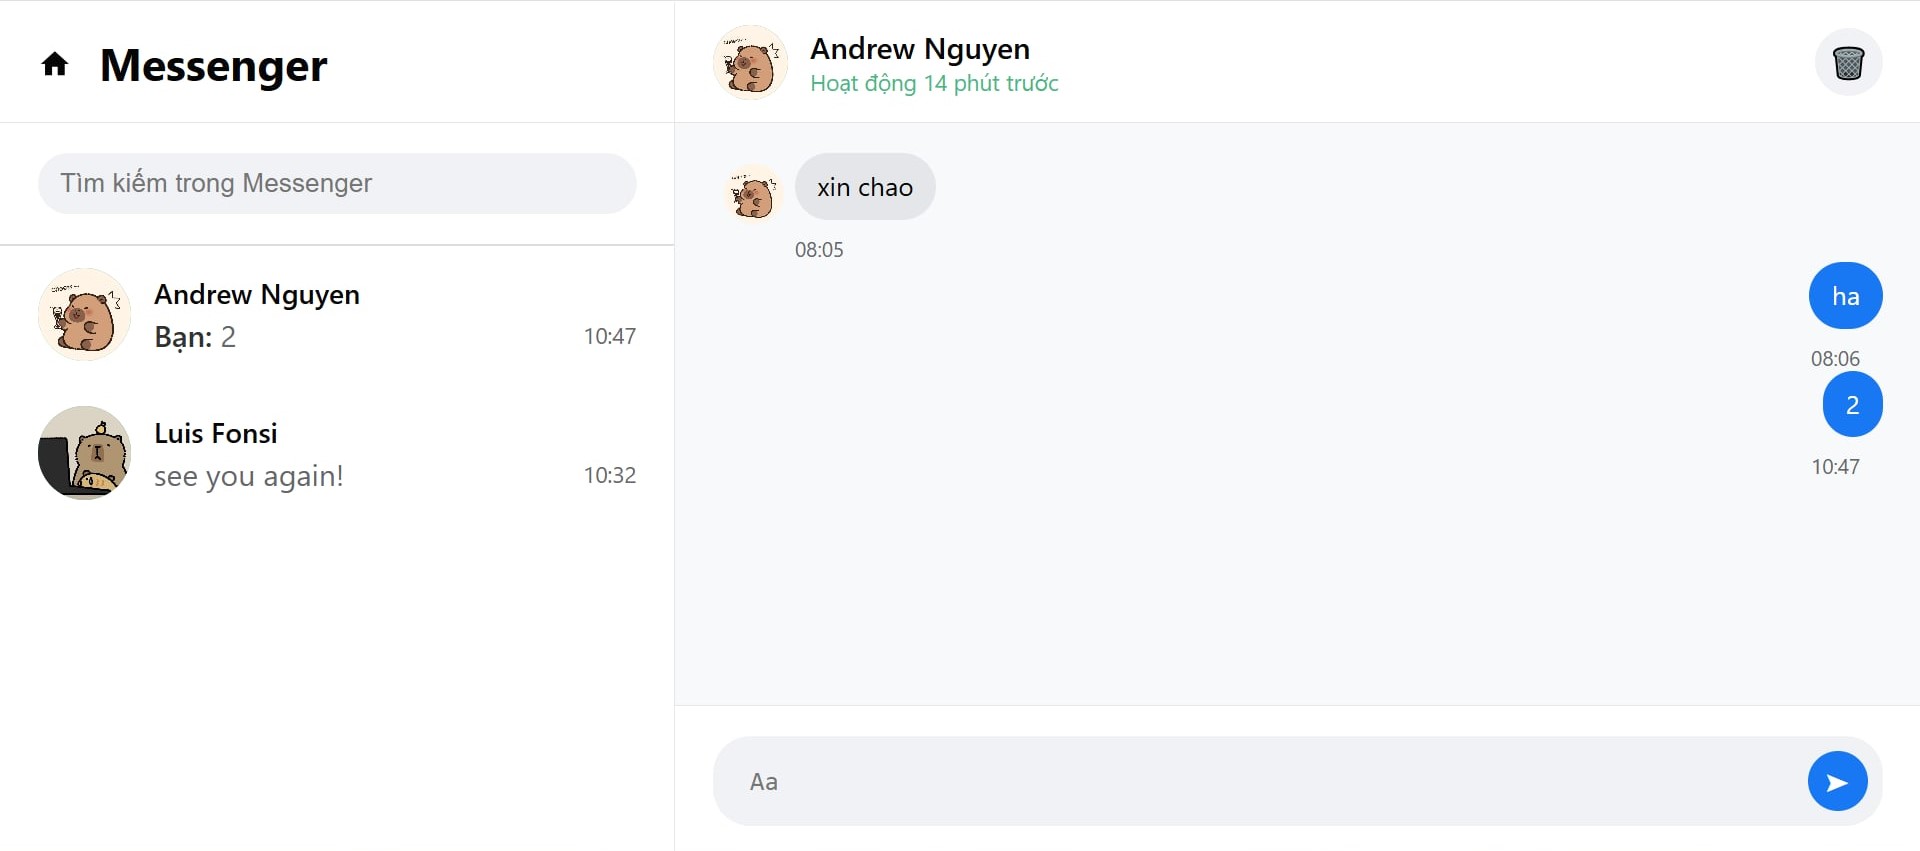 Messenger
Tìm kiếm trong Messenger
Andrew Nguyen
Bạn: 2
10:47
Luis Fonsi
see you again!
10:32
Andrew Nguyen
Hoạt động 14 phút trước
xin chao
08:05
ha
08:06
2
10:47
Aa